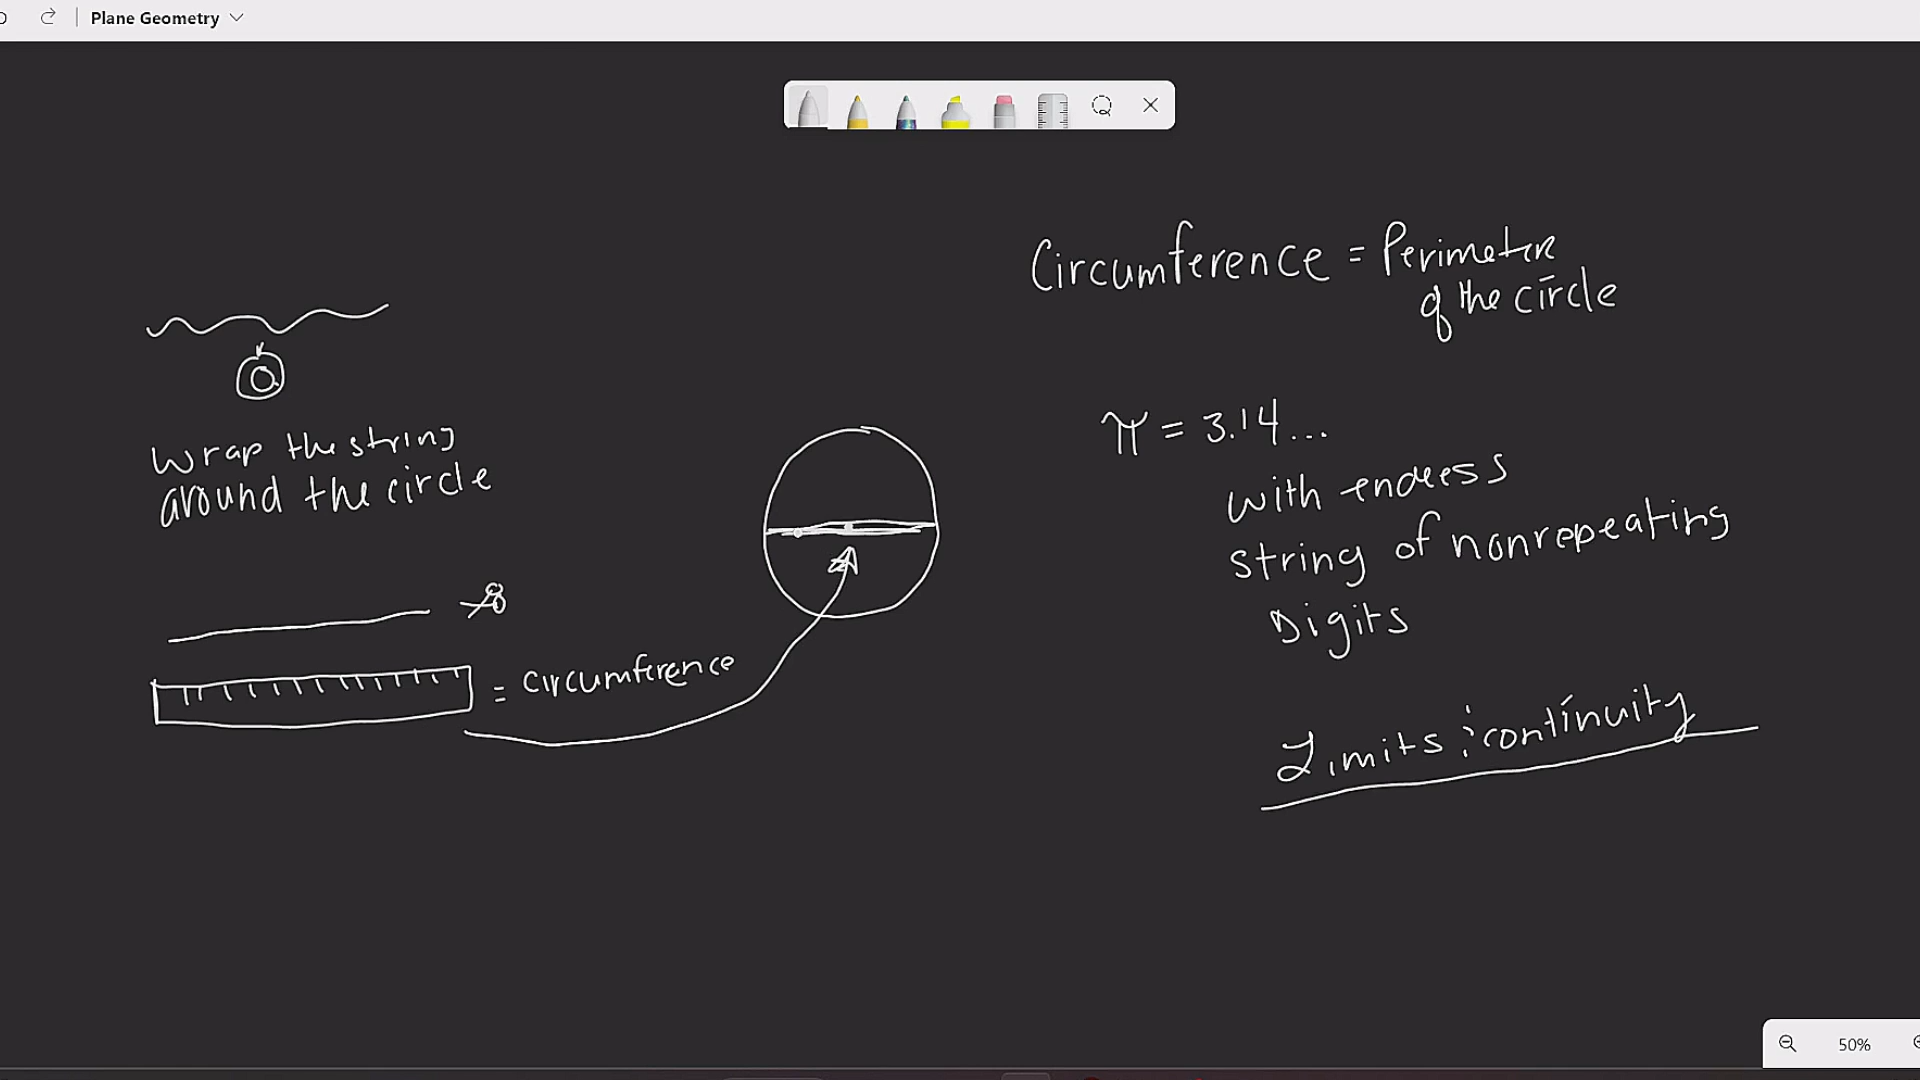 Plane Geometry
Circumference = Perimeter
of the circle
Wrap the string
around the circle
π = 3.14...
with endless
string of nonrepeating
Digits
= circumference
Limits : continuity
50%